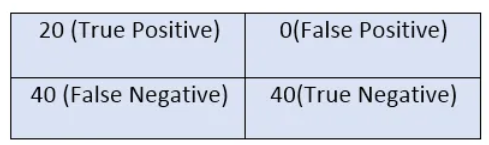 20 (True Positive)
0(False Positive)
40 (False Negative)
40(True Negative)